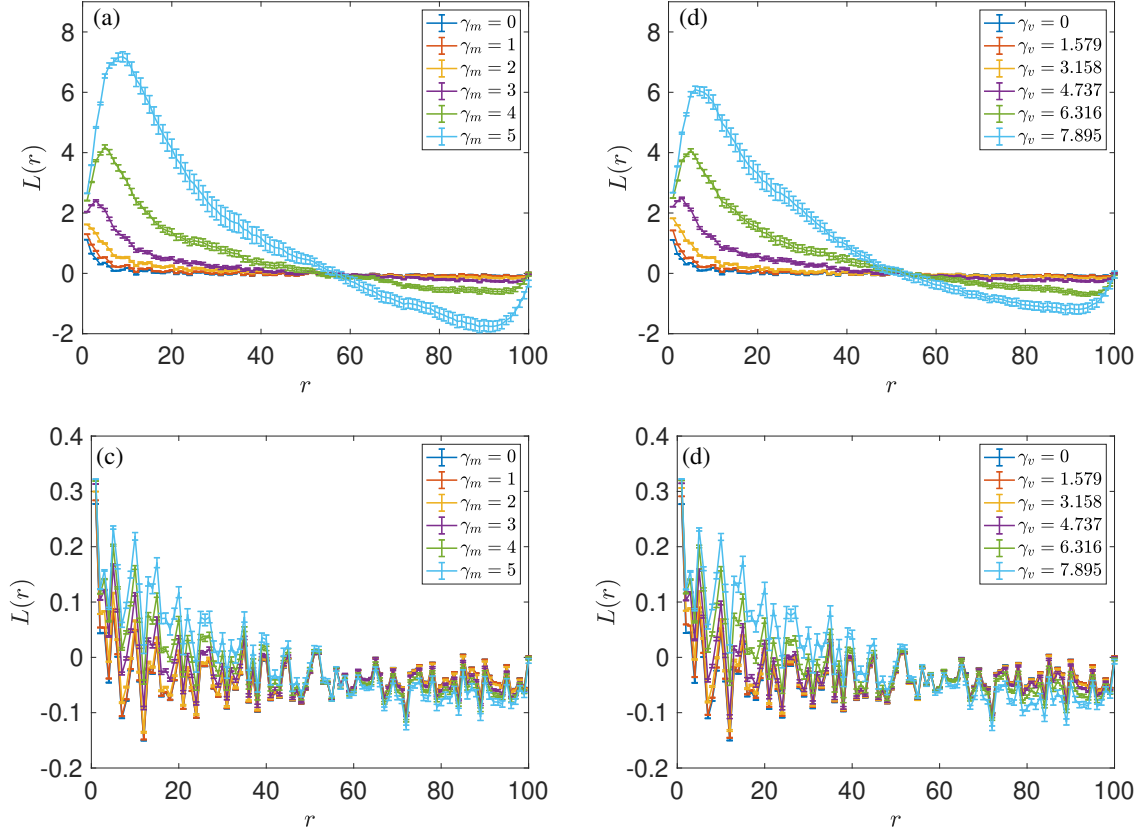 (a)
γm = 0
γm = 1
γm = 2
γm = 3
γm = 4
γm = 5
L(r)
8
6
4
2
0
-2
0 20 40 60 80 100
r
(d)
γv = 0
γv = 1.579
γv = 3.158
γv = 4.737
γv = 6.316
γv = 7.895
L(r)
8
6
4
2
0
-2
0 20 40 60 80 100
r
(c)
γm = 0
γm = 1
γm = 2
γm = 3
γm = 4
γm = 5
L(r)
0.4
0.3
0.2
0.1
0
-0.1
-0.2
0 20 40 60 80 100
r
(d)
γv = 0
γv = 1.579
γv = 3.158
γv = 4.737
γv = 6.316
γv = 7.895
L(r)
0.4
0.3
0.2
0.1
0
-0.1
-0.2
0 20 40 60 80 100
r